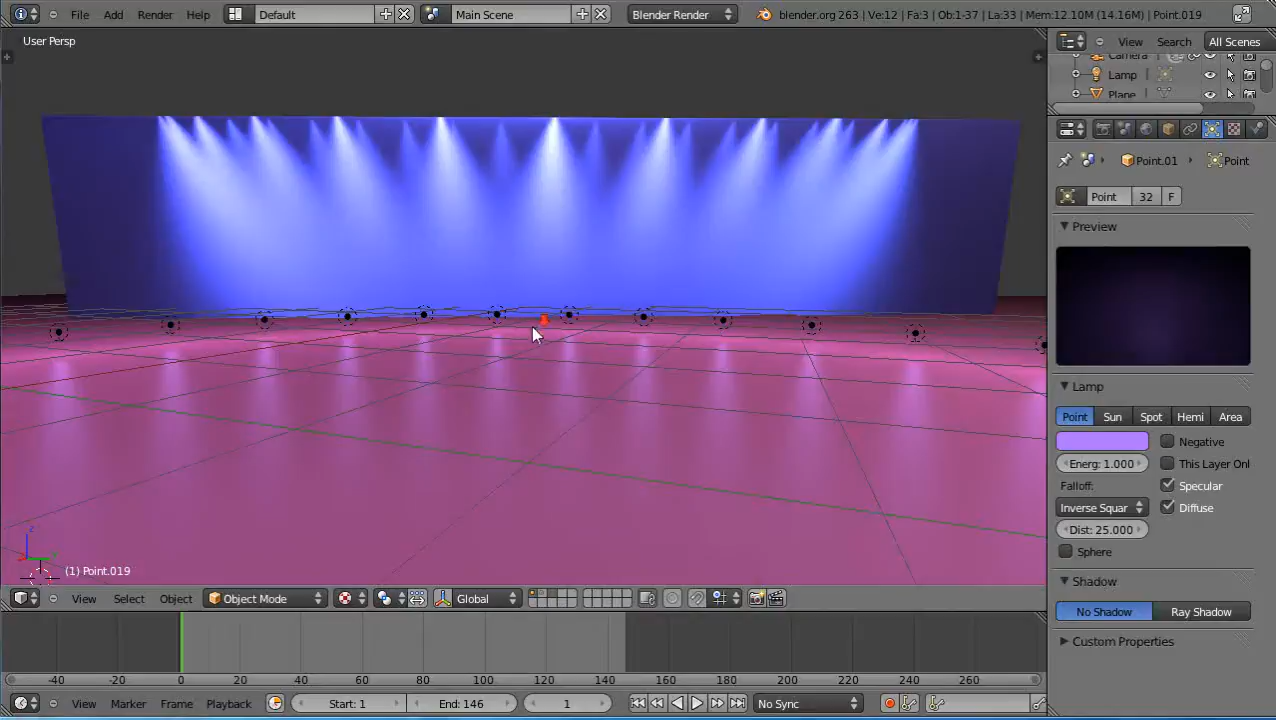 File Add Render Help Default Main Scene Blender Render blender.org 263 | Ve:12 | Fa:3 | Ob:1-37 | La:33 | Mem:12.10M (14.16M) | Point.019
User Persp
View Search All Scenes
Camera
Lamp
Plane
Point.01 Point
Point 32 F
Preview
Lamp
Point Sun Spot Hemi Area
Negative
Energ: 1.000 This Layer Onl
Falloff: Specular
Inverse Squar Diffuse
Dist: 25.000
Sphere
Shadow
No Shadow Ray Shadow
Custom Properties
z
(1) Point.019
View Select Object Object Mode Global
-40 -20 0 20 40 60 80 100 120 140 160 180 200 220 240 260
View Marker Frame Playback Start: 1 End: 146 1 No Sync